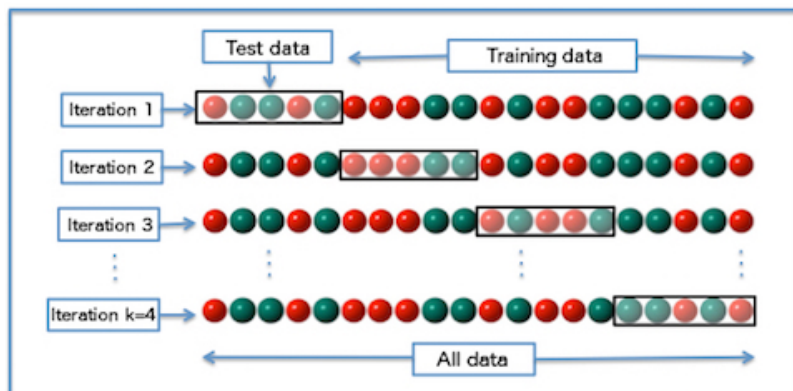 Test data
Training data
Iteration 1
Iteration 2
Iteration 3
Iteration k=4
All data